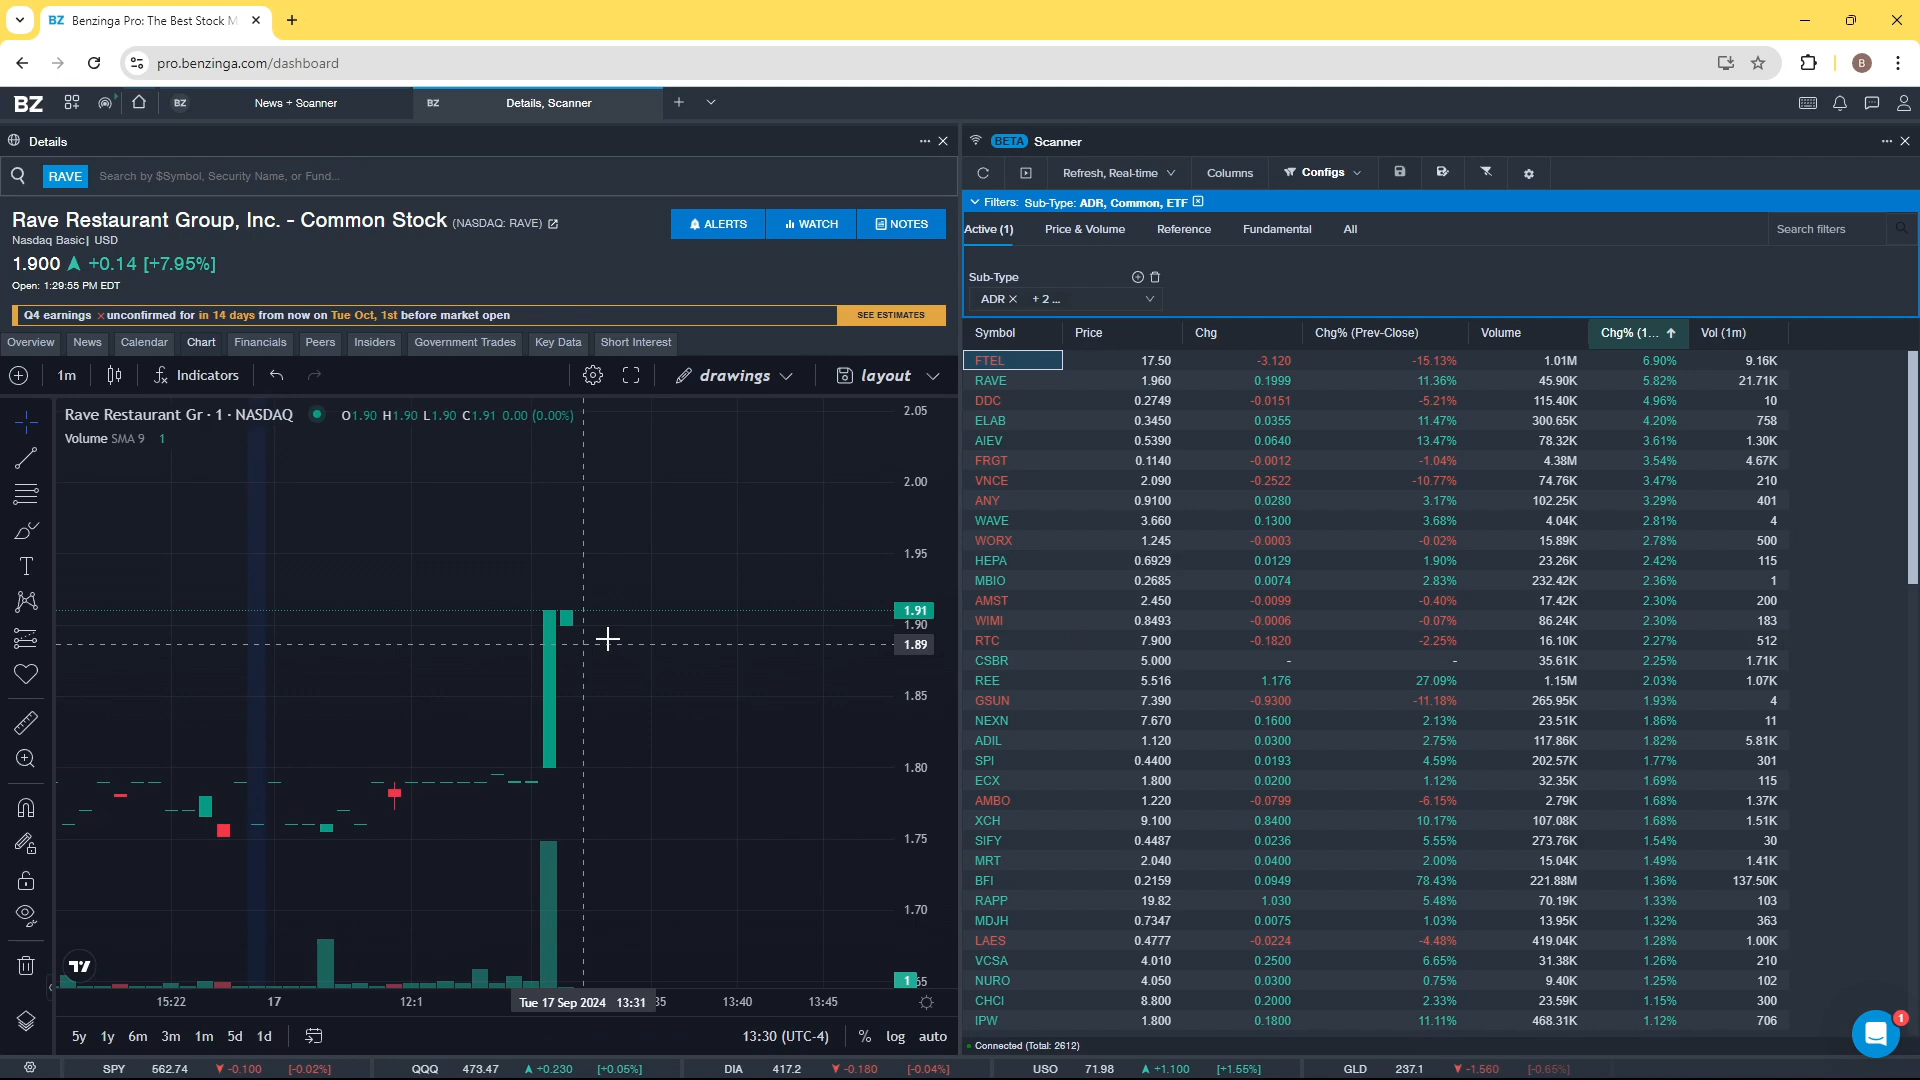 BZ Benzinga Pro: The Best Stock M
pro.benzinga.com/dashboard
B
BZ
BZ News + Scanner
BZ Details, Scanner
Details
RAVE Search by $Symbol, Security Name, or Fund...
Rave Restaurant Group, Inc. - Common Stock (NASDAQ: RAVE)
Nasdaq Basic| USD
1.900 +0.14 [+7.95%]
Open: 1:29:55 PM EDT
ALERTS WATCH NOTES
Q4 earnings ×unconfirmed for in 14 days from now on Tue Oct, 1st before market open SEE ESTIMATES
Overview News Calendar Chart Financials Peers Insiders Government Trades Key Data Short Interest
1m Indicators drawings layout
Rave Restaurant Gr · 1 · NASDAQ O1.90 H1.90 L1.90 C1.91 0.00 (0.00%)
Volume SMA 9 1
2.05
2.00
1.95
1.91
1.90
1.89
1.85
1.80
1.75
1.70
1 65
15:22 17 12:1 Tue 17 Sep 2024 13:31 35 13:40 13:45
5y 1y 6m 3m 1m 5d 1d 13:30 (UTC-4) % log auto
BETA Scanner
Refresh, Real-time Columns Configs
Filters: Sub-Type: ADR, Common, ETF
Active (1) Price & Volume Reference Fundamental All Search filters
Sub-Type
ADR × + 2 ...
Symbol Price Chg Chg% (Prev-Close) Volume Chg% (1... Vol (1m)
FTEL 17.50 -3.120 -15.13% 1.01M 6.90% 9.16K
RAVE 1.960 0.1999 11.36% 45.90K 5.82% 21.71K
DDC 0.2749 -0.0151 -5.21% 115.40K 4.96% 10
ELAB 0.3450 0.0355 11.47% 300.65K 4.20% 758
AIEV 0.5390 0.0640 13.47% 78.32K 3.61% 1.30K
FRGT 0.1140 -0.0012 -1.04% 4.38M 3.54% 4.67K
VNCE 2.090 -0.2522 -10.77% 74.76K 3.47% 210
ANY 0.9100 0.0280 3.17% 102.25K 3.29% 401
WAVE 3.660 0.1300 3.68% 4.04K 2.81% 4
WORX 1.245 -0.0003 -0.02% 15.89K 2.78% 500
HEPA 0.6929 0.0129 1.90% 23.26K 2.42% 115
MBIO 0.2685 0.0074 2.83% 232.42K 2.36% 1
AMST 2.450 -0.0099 -0.40% 17.42K 2.30% 200
WIMI 0.8493 -0.0006 -0.07% 86.24K 2.30% 183
RTC 7.900 -0.1820 -2.25% 16.10K 2.27% 512
CSBR 5.000 - - 35.61K 2.25% 1.71K
REE 5.516 1.176 27.09% 1.15M 2.03% 1.07K
GSUN 7.390 -0.9300 -11.18% 265.95K 1.93% 4
NEXN 7.670 0.1600 2.13% 23.51K 1.86% 11
ADIL 1.120 0.0300 2.75% 117.86K 1.82% 5.81K
SPI 0.4400 0.0193 4.59% 202.57K 1.77% 301
ECX 1.800 0.0200 1.12% 32.35K 1.69% 115
AMBO 1.220 -0.0799 -6.15% 2.79K 1.68% 1.37K
XCH 9.100 0.8400 10.17% 107.08K 1.68% 1.51K
SIFY 0.4487 0.0236 5.55% 273.76K 1.54% 30
MRT 2.040 0.0400 2.00% 15.04K 1.49% 1.41K
BFI 0.2159 0.0949 78.43% 221.88M 1.36% 137.50K
RAPP 19.82 1.030 5.48% 70.19K 1.33% 103
MDJH 0.7347 0.0075 1.03% 13.95K 1.32% 363
LAES 0.4777 -0.0224 -4.48% 419.04K 1.28% 1.00K
VCSA 4.010 0.2500 6.65% 31.38K 1.26% 210
NURO 4.050 0.0300 0.75% 9.40K 1.25% 102
CHCI 8.800 0.2000 2.33% 23.59K 1.15% 300
IPW 1.800 0.1800 11.11% 468.31K 1.12% 706
Connected (Total: 2612)
1
SPY 562.74 -0.100 [-0.02%] QQQ 473.47 +0.230 [+0.05%] DIA 417.2 -0.180 [-0.04%] USO 71.98 +1.100 [+1.55%] GLD 237.1 -1.560 [-0.65%]